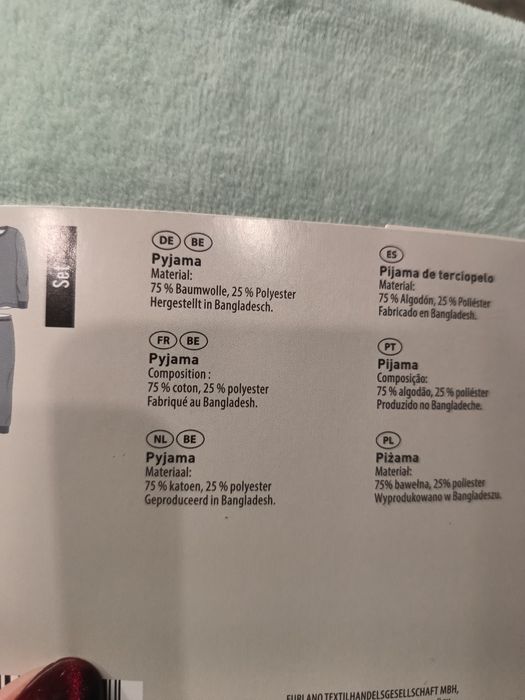 Set
DE BE
Pyjama
Material:
75 % Baumwolle, 25 % Polyester
Hergestellt in Bangladesch.
FR BE
Pyjama
Composition :
75 % coton, 25 % polyester
Fabriqué au Bangladesh.
NL BE
Pyjama
Materiaal:
75 % katoen, 25 % polyester
Geproduceerd in Bangladesh.
ES
Pijama de terciopelo
Material:
75 % Algodón, 25 % Poliéster
Fabricado en Bangladesh.
PT
Pijama
Composição:
75 % algodão, 25 % poliéster
Produzido no Bangladeche.
PL
Piżama
Materiał:
75% bawełna, 25% poliester
Wyprodukowano w Bangladeszu.
TEXTILHANDELSGESELLSCHAFT MBH,